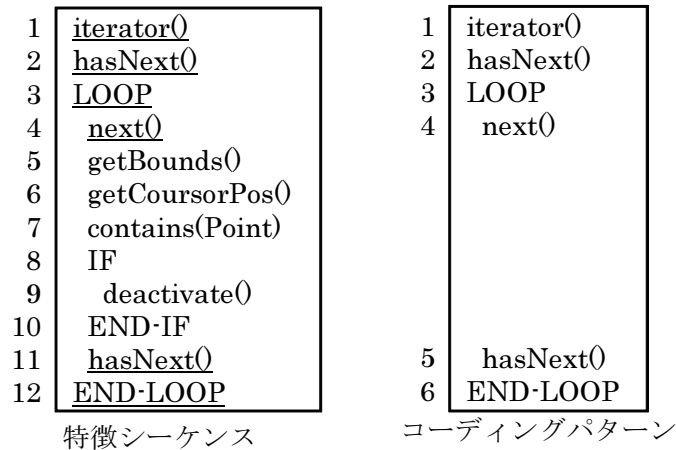 1 iterator()
2 hasNext()
3 LOOP
4 next()
5 getBounds()
6 getCoursorPos()
7 contains(Point)
8 IF
9 deactivate()
10 END-IF
11 hasNext()
12 END-LOOP
特徴シーケンス
1 iterator()
2 hasNext()
3 LOOP
4 next()
5 hasNext()
6 END-LOOP
コーディングパターン